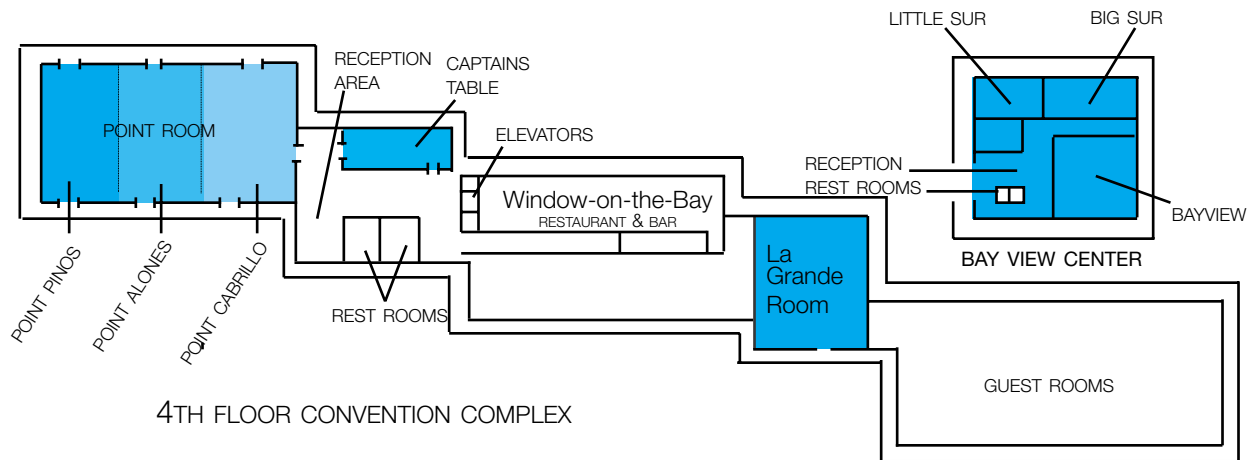 LITTLE SUR
BIG SUR
RECEPTION
AREA
CAPTAINS
TABLE
POINT ROOM
ELEVATORS
RECEPTION
REST ROOMS
Window-on-the-Bay
RESTAURANT & BAR
BAYVIEW
BAY VIEW CENTER
La
Grande
Room
POINT PINOS
POINT ALONES
POINT CABRILLO
REST ROOMS
GUEST ROOMS
4TH FLOOR CONVENTION COMPLEX